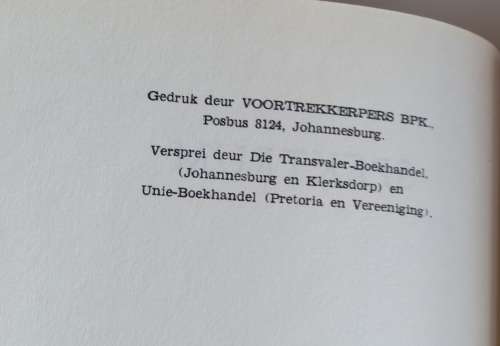 Gedruk deur VOORTREKKERPERS BPK.,
Posbus 8124, Johannesburg.
Versprei deur Die Transvaler-Boekhandel,
(Johannesburg en Klerksdorp) en
Unie-Boekhandel (Pretoria en Vereeniging).